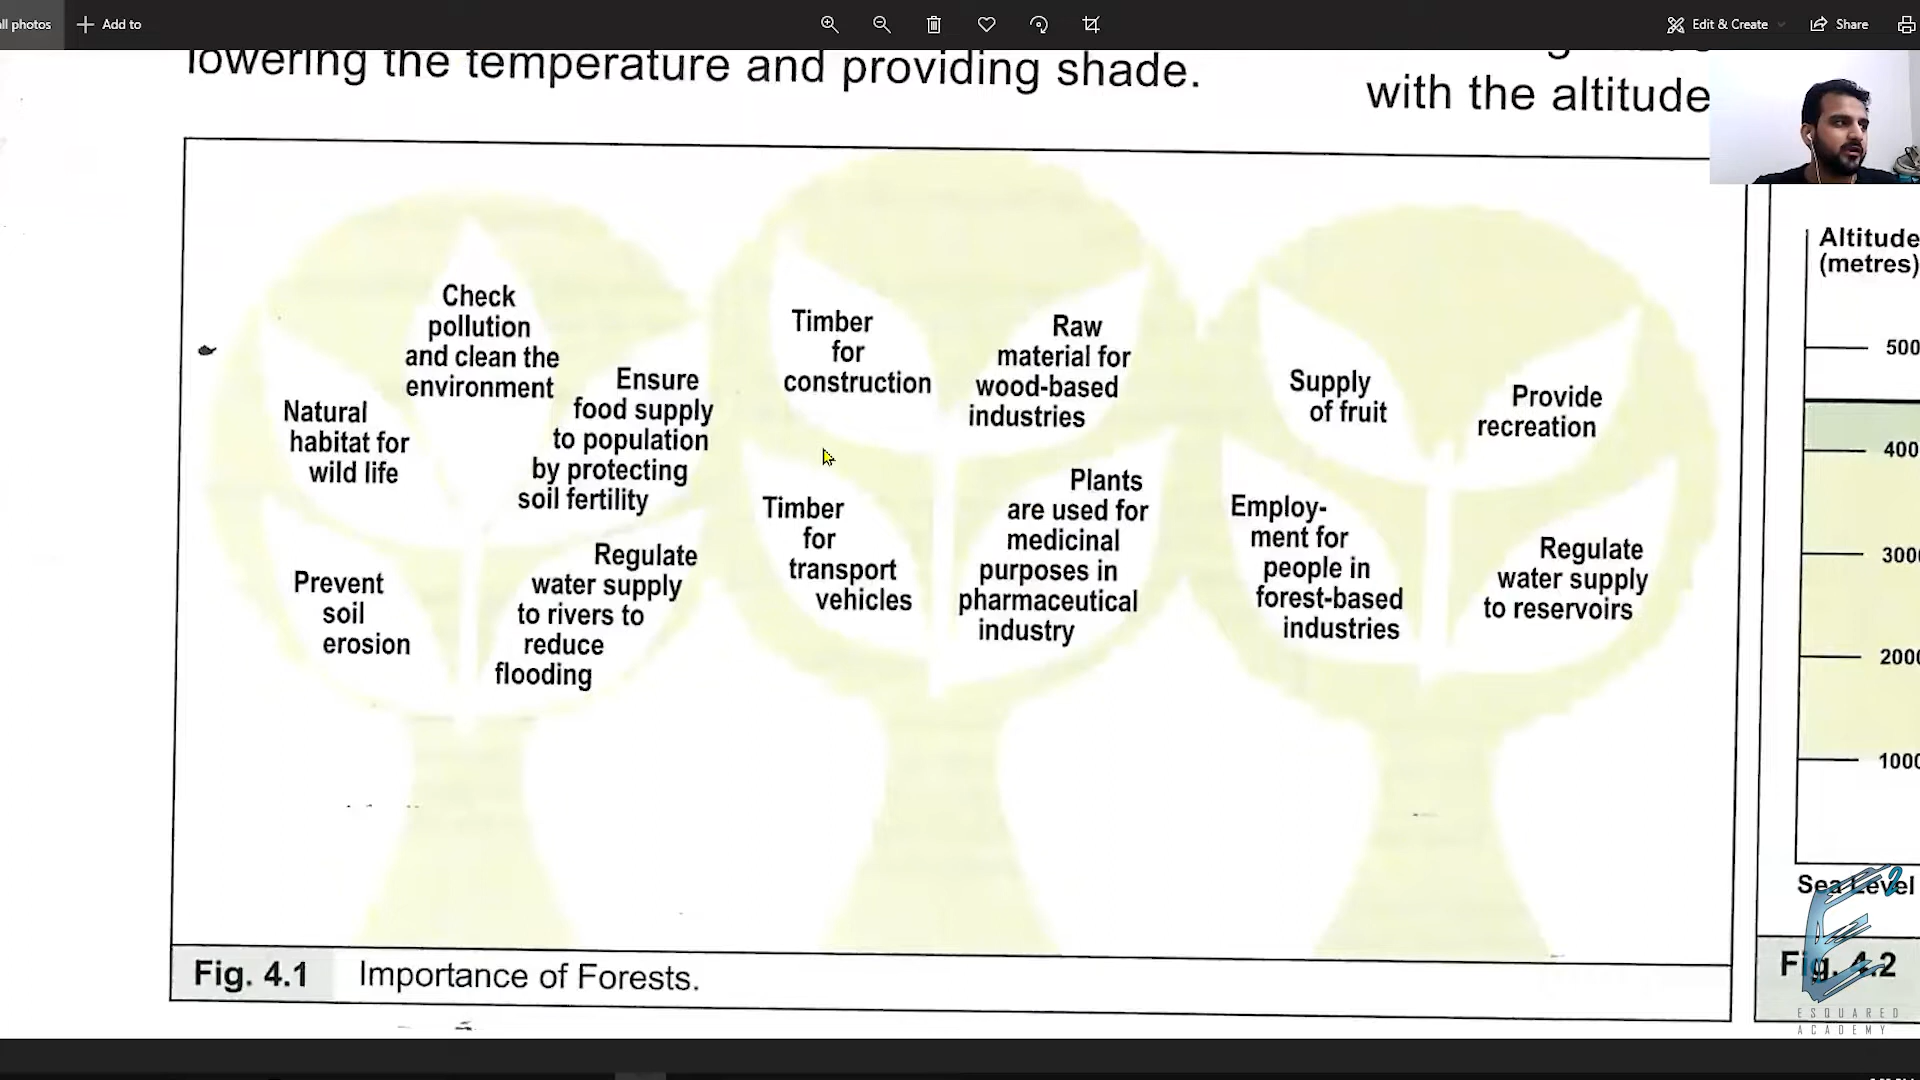 all photos
Add to
Edit & Create
Share
lowering the temperature and providing shade.
with the altitude
Check
pollution
and clean the
environment
Natural
habitat for
wild life
Ensure
food supply
to population
by protecting
soil fertility
Prevent
soil
erosion
Regulate
water supply
to rivers to
reduce
flooding
Timber
for
construction
Raw
material for
wood-based
industries
Timber
for
transport
vehicles
Plants
are used for
medicinal
purposes in
pharmaceutical
industry
Supply
of fruit
Provide
recreation
Employ-
ment for
people in
forest-based
industries
Regulate
water supply
to reservoirs
Fig. 4.1 Importance of Forests.
Altitude
(metres)
500
400
3000
2000
1000
Sea Level
Fig. 4.2
E2
ESQUARED
ACADEMY